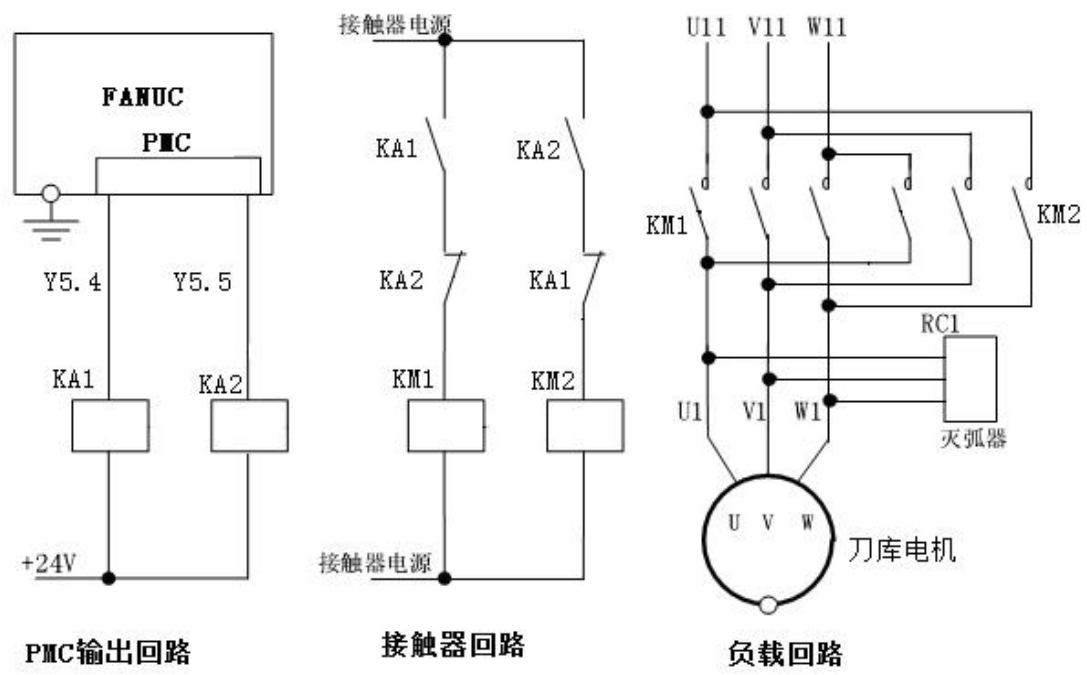 FANUC
PMC
Y5.4
Y5.5
KA1
KA2
+24V
PMC输出回路
接触器电源
KA1
KA2
KA2
KA1
KM1
KM2
接触器电源
接触器回路
U11 V11 W11
KM1
KM2
RC1
U1 V1 W1
灭弧器
U V W
刀库电机
负载回路